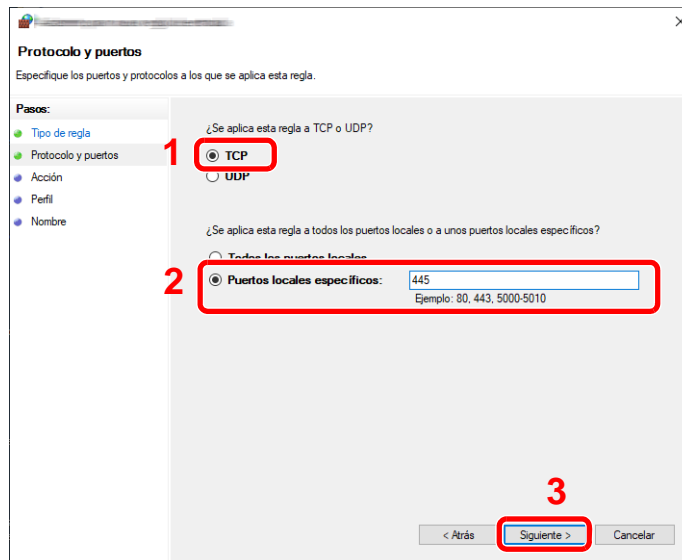 Protocolo y puertos
Especifique los puertos y protocolos a los que se aplica esta regla.
Pasos:
Tipo de regla
Protocolo y puertos
Acción
Perfil
Nombre
¿Se aplica esta regla a TCP o UDP?
1
TCP
UDP
¿Se aplica esta regla a todos los puertos locales o a unos puertos locales específicos?
Todos los puertos locales
2
Puertos locales específicos:
445
Ejemplo: 80, 443, 5000-5010
3
< Atrás
Siguiente >
Cancelar